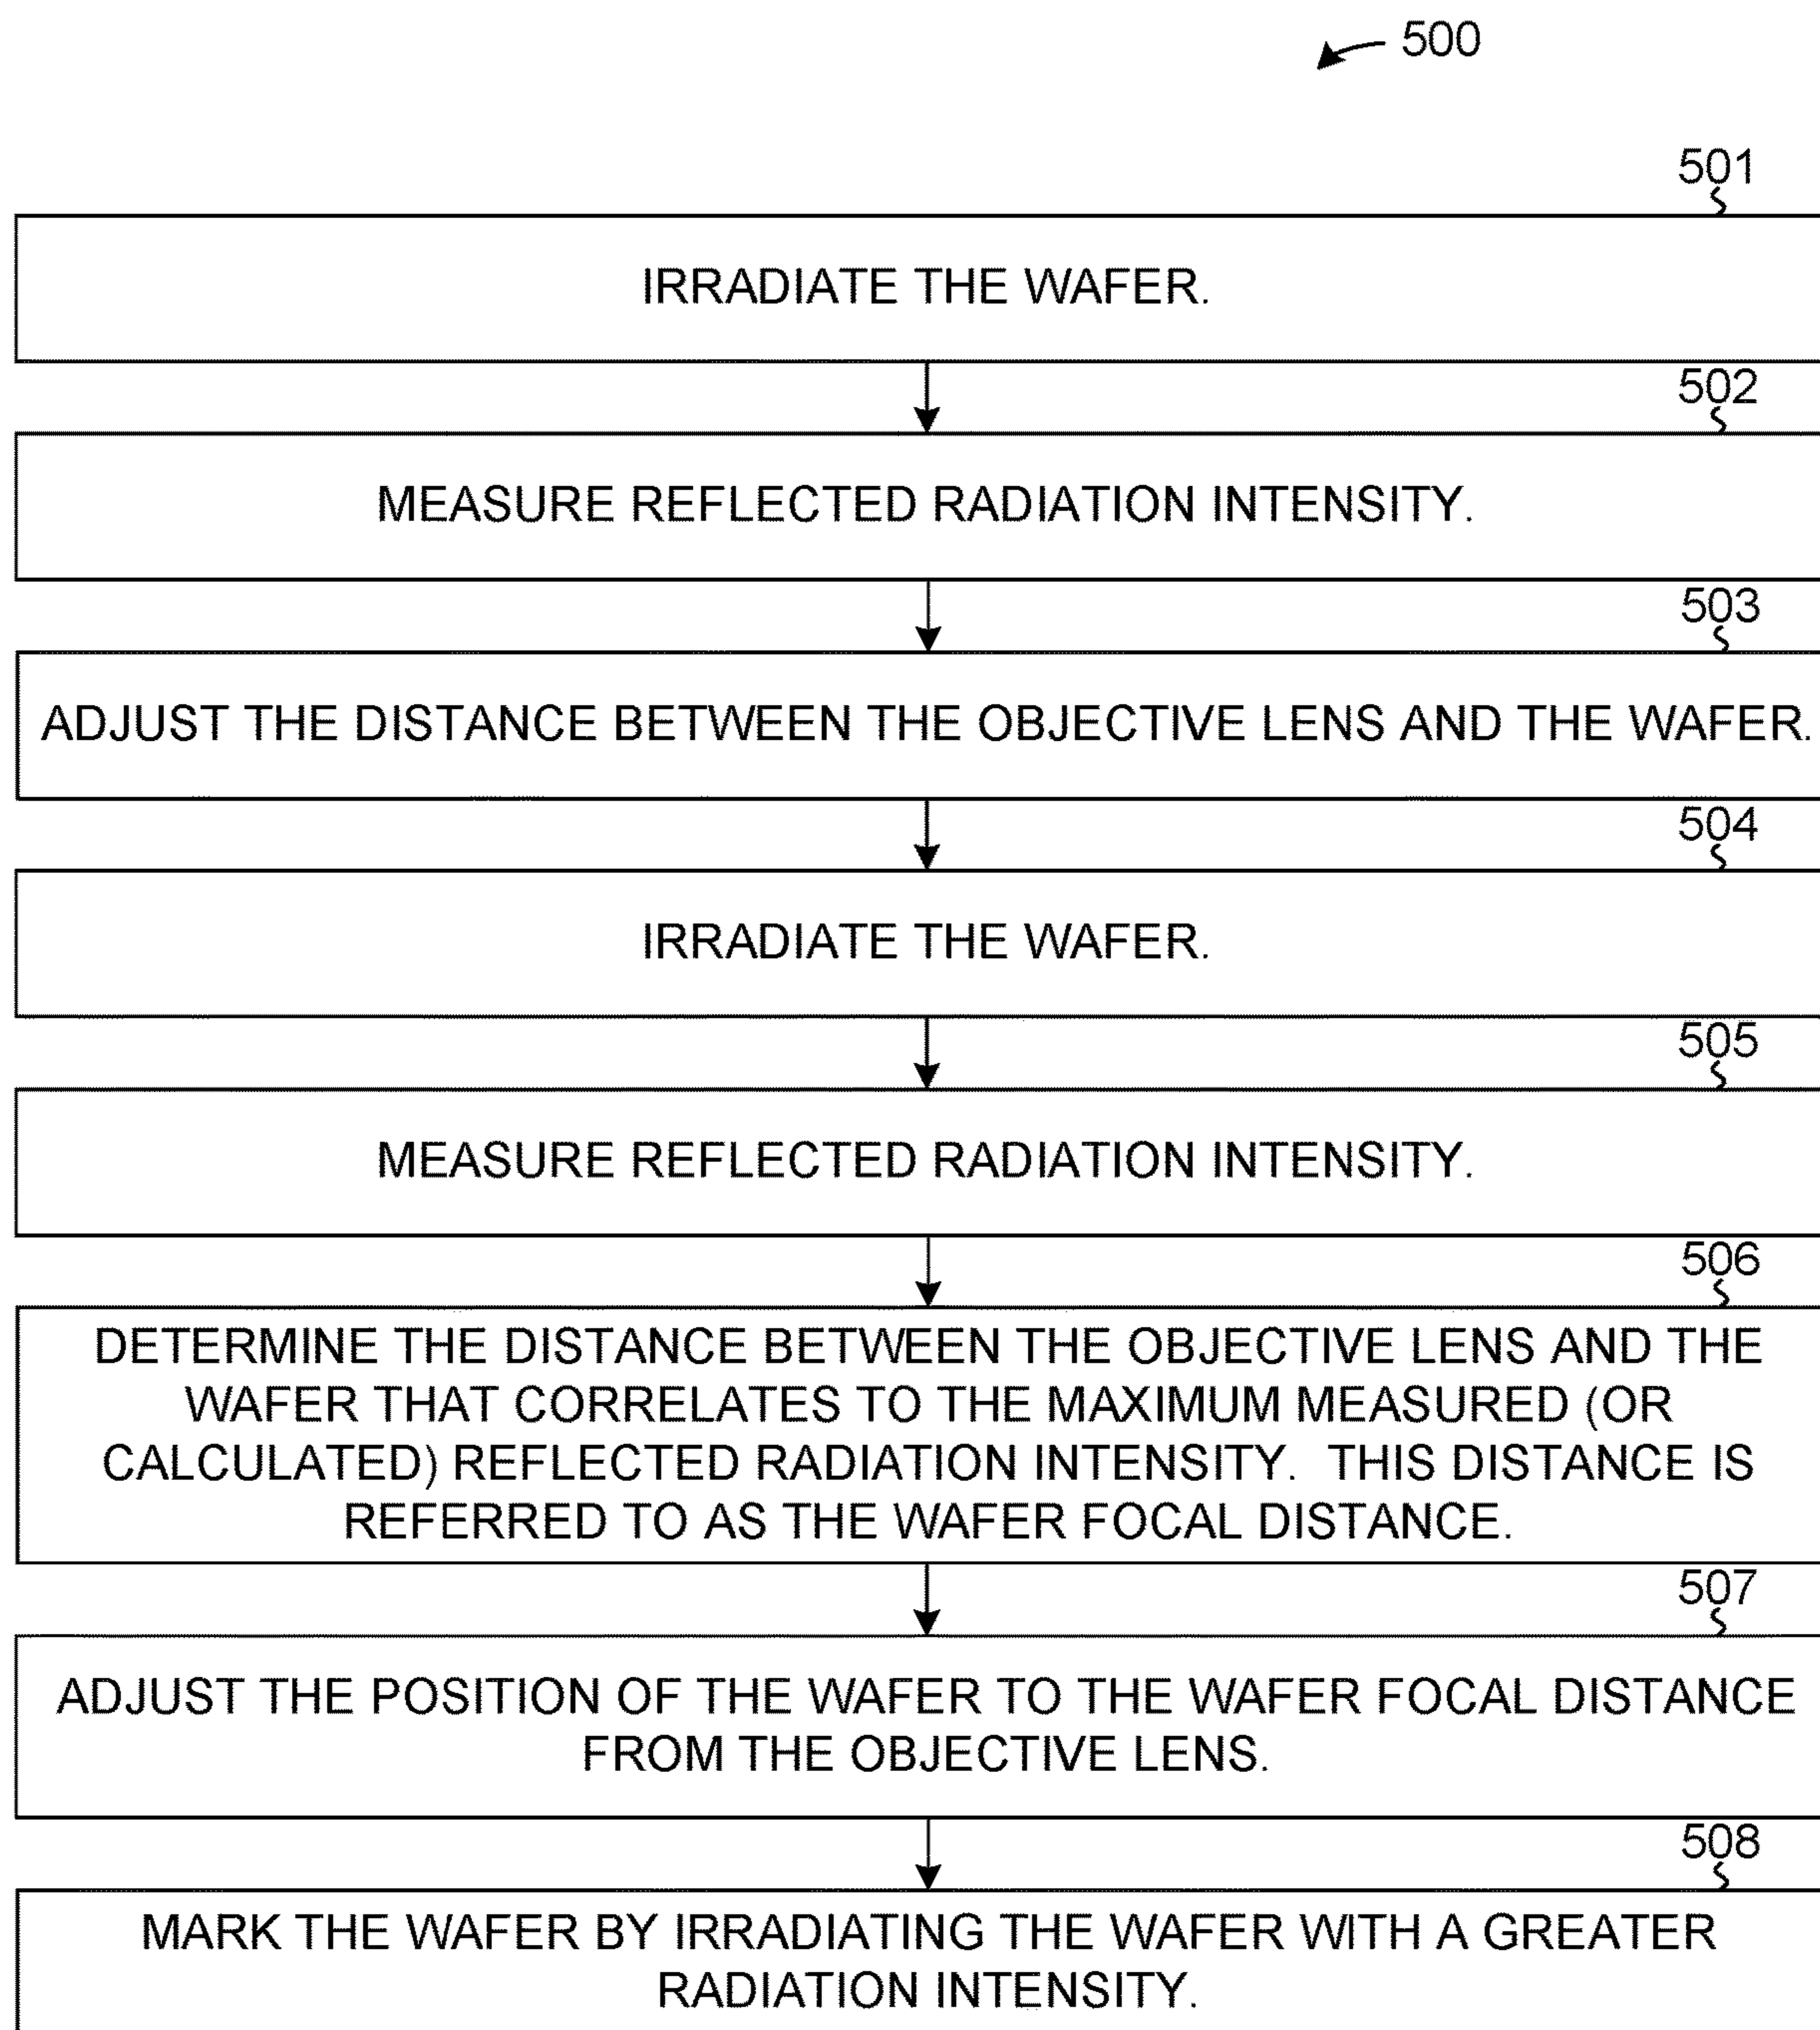 500
501
IRRADIATE THE WAFER.
502
MEASURE REFLECTED RADIATION INTENSITY.
503
ADJUST THE DISTANCE BETWEEN THE OBJECTIVE LENS AND THE WAFER.
504
IRRADIATE THE WAFER.
505
MEASURE REFLECTED RADIATION INTENSITY.
506
DETERMINE THE DISTANCE BETWEEN THE OBJECTIVE LENS AND THE
WAFER THAT CORRELATES TO THE MAXIMUM MEASURED (OR
CALCULATED) REFLECTED RADIATION INTENSITY. THIS DISTANCE IS
REFERRED TO AS THE WAFER FOCAL DISTANCE.
507
ADJUST THE POSITION OF THE WAFER TO THE WAFER FOCAL DISTANCE
FROM THE OBJECTIVE LENS.
508
MARK THE WAFER BY IRRADIATING THE WAFER WITH A GREATER
RADIATION INTENSITY.